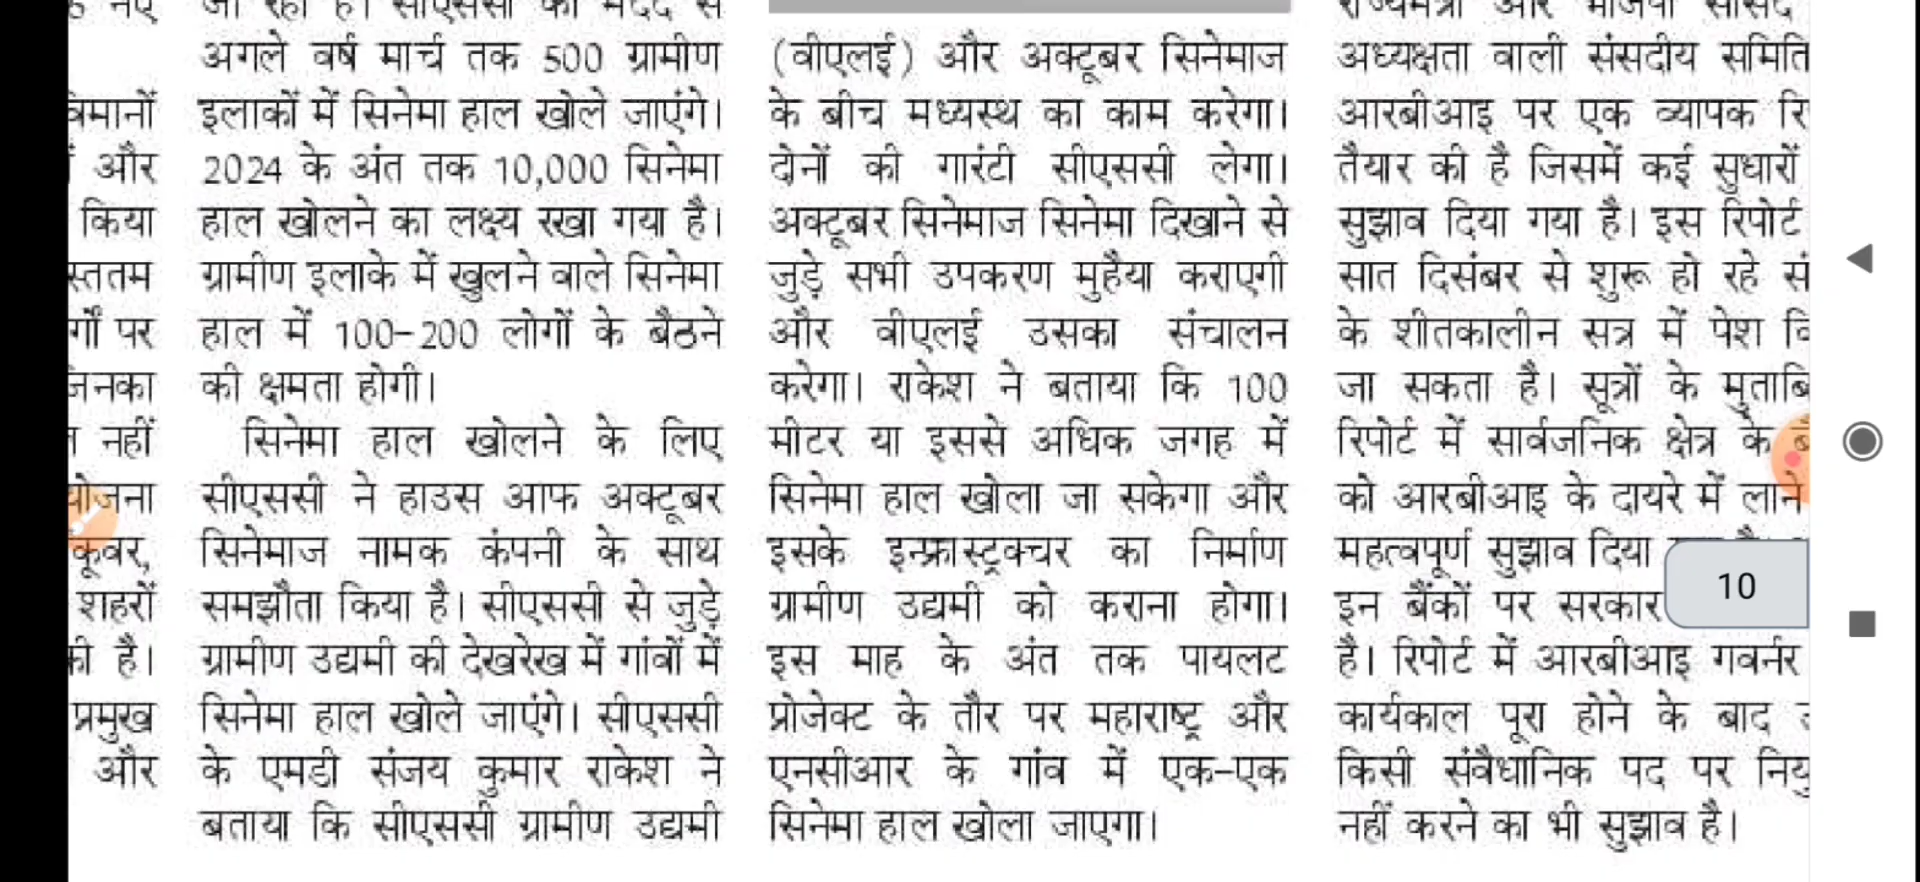 और
किया
पर
नहीं
शहरों
है।
प्रमुख
और
अगले वर्ष मार्च तक 500 ग्रामीण
इलाकों में सिनेमा हाल खोले जाएंगे।
2024 के अंत तक 10,000 सिनेमा
हाल खोलने का लक्ष्य रखा गया है।
ग्रामीण इलाके में खुलने वाले सिनेमा
हाल में 100-200 लोगों के बैठने
की क्षमता होगी।
सिनेमा हाल खोलने के लिए
सीएससी ने हाउस आफ अक्टूबर
सिनेमाज नामक कंपनी के साथ
समझौता किया है। सीएससी से जुड़े
ग्रामीण उद्यमी की देखरेख में गांवों में
सिनेमा हाल खोले जाएंगे। सीएससी
के एमडी संजय कुमार राकेश ने
बताया कि सीएससी ग्रामीण उद्यमी
(वीएलई) और अक्टूबर सिनेमाज
के बीच मध्यस्थ का काम करेगा।
दोनों की गारंटी सीएससी लेगा।
अक्टूबर सिनेमाज सिनेमा दिखाने से
जुड़े सभी उपकरण मुहैया कराएगी
और वीएलई उसका संचालन
करेगा। राकेश ने बताया कि 100
मीटर या इससे अधिक जगह में
सिनेमा हाल खोला जा सकेगा और
इसके इन्फ्रास्ट्रक्चर का निर्माण
ग्रामीण उद्यमी को कराना होगा।
इस माह के अंत तक पायलट
प्रोजेक्ट के तौर पर महाराष्ट्र और
एनसीआर के गांव में एक-एक
सिनेमा हाल खोला जाएगा।
अध्यक्षता वाली संसदीय समिति
आरबीआइ पर एक व्यापक
तैयार की है जिसमें कई सुधारों
सुझाव दिया गया है। इस रिपोर्ट
सात दिसंबर से शुरू हो रहे
के शीतकालीन सत्र में पेश
जा सकता है। सूत्रों के
रिपोर्ट में सार्वजनिक क्षेत्र के
को आरबीआइ के दायरे में लाने
महत्वपूर्ण सुझाव दिया
इन बैंकों पर सरकार
है। रिपोर्ट में आरबीआइ गवर्नर
कार्यकाल पूरा होने के बाद
किसी संवैधानिक पद पर
नहीं करने का भी सुझाव है।
10